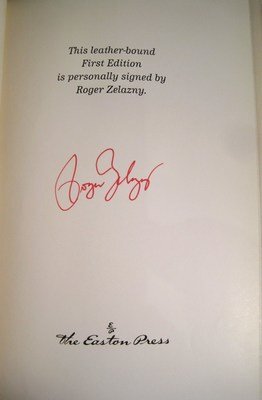 This leather-bound
First Edition
is personally signed by
Roger Zelazny.
Roger Zelazny
E
P
the Easton Press